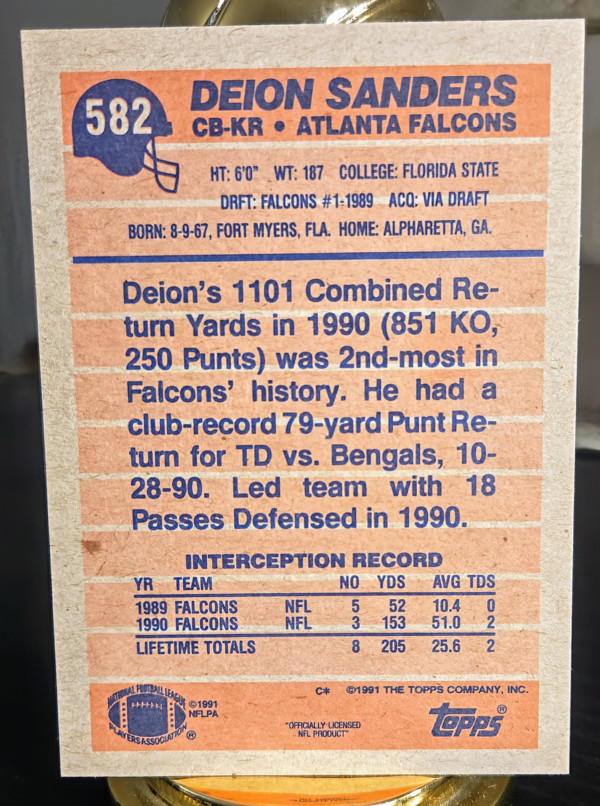 582
DEION SANDERS
CB-KR • ATLANTA FALCONS
HT: 6'0" WT: 187 COLLEGE: FLORIDA STATE
DRFT: FALCONS #1-1989 ACQ: VIA DRAFT
BORN: 8-9-67, FORT MYERS, FLA. HOME: ALPHARETTA, GA.
Deion's 1101 Combined Re-
turn Yards in 1990 (851 KO,
250 Punts) was 2nd-most in
Falcons' history. He had a
club-record 79-yard Punt Re-
turn for TD vs. Bengals, 10-
28-90. Led team with 18
Passes Defensed in 1990.
INTERCEPTION RECORD
YR TEAM NO YDS AVG TDS
1989 FALCONS NFL 5 52 10.4 0
1990 FALCONS NFL 3 153 51.0 2
LIFETIME TOTALS 8 205 25.6 2
NATIONAL FOOTBALL LEAGUE
PLAYERS ASSOCIATION ®
©1991
NFLPA
C* ©1991 THE TOPPS COMPANY, INC.
"OFFICIALLY LICENSED
NFL PRODUCT"
topps®